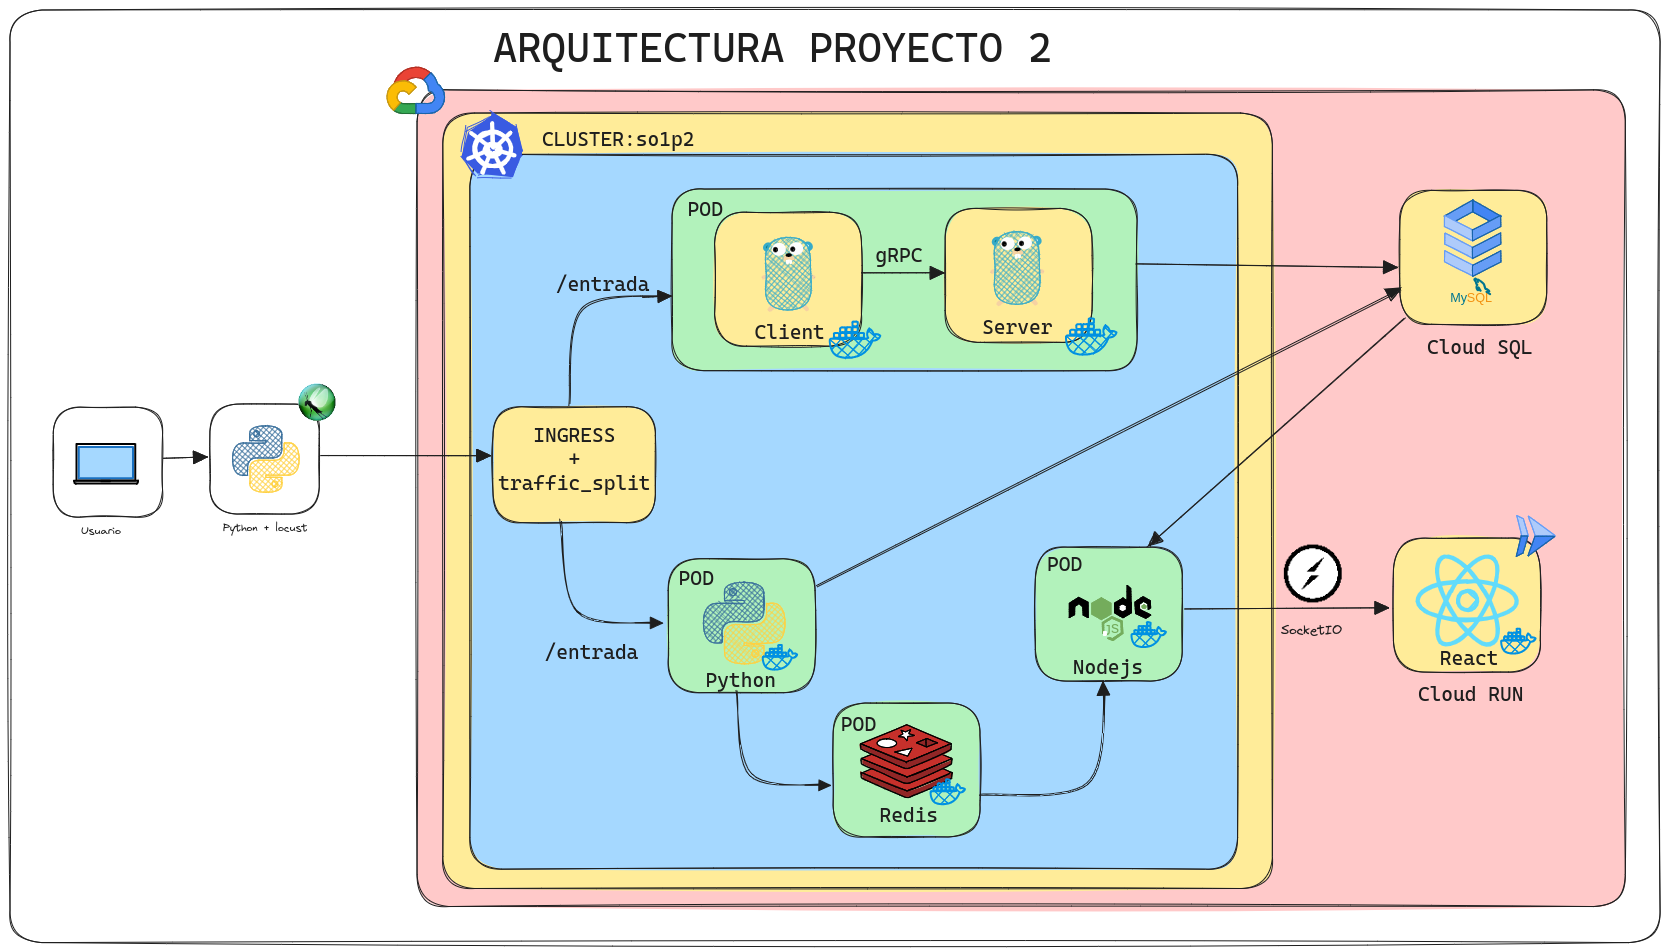 ARQUITECTURA PROYECTO 2
CLUSTER:so1p2
POD
Client
gRPC
Server
/entrada
MySQL
Cloud SQL
INGRESS
+
traffic_split
Usuario
Python + locust
/entrada
POD
Python
POD
node
JS
Nodejs
SocketIO
React
Cloud RUN
POD
Redis